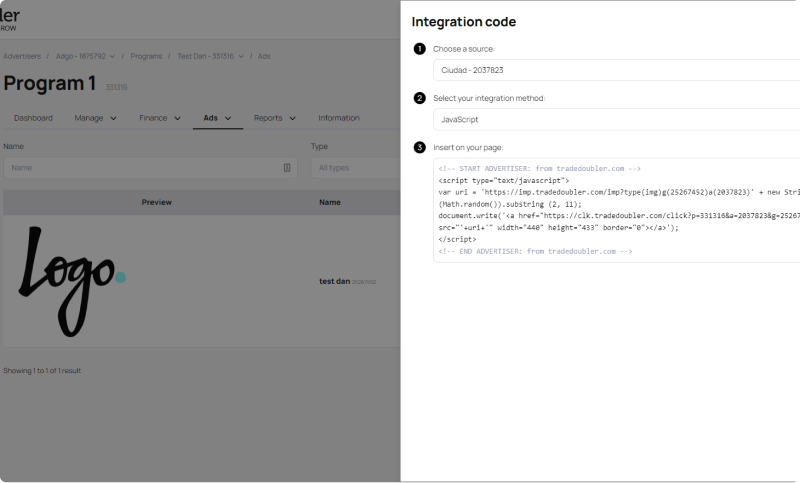 ler
ROW
Advertisers / Adgo - 1875792 / Programs / Test Dan - 331316 / Ads
Program 1 331316
Dashboard Manage Finance Ads Reports Information
Name Type
Name All types
Preview Name
Logo.
test dan 25267452
Showing 1 to 1 of 1 result
Integration code
1 Choose a source:
Ciudad - 2037823
2 Select your integration method:
JavaScript
3 Insert on your page:
<!-- START ADVERTISER: from tradedoubler.com -->
<script type="text/javascript">
var uri = 'https://imp.tradedoubler.com/imp?type(img)g(25267452)a(2037823)' + new Stri
(Math.random()).substring (2, 11);
document.write('<a href="https://clk.tradedoubler.com/click?p=331316&a=2037823&g=25267
src="'+uri+'" width="440" height="433" border="0"></a>');
</script>
<!-- END ADVERTISER: from tradedoubler.com -->